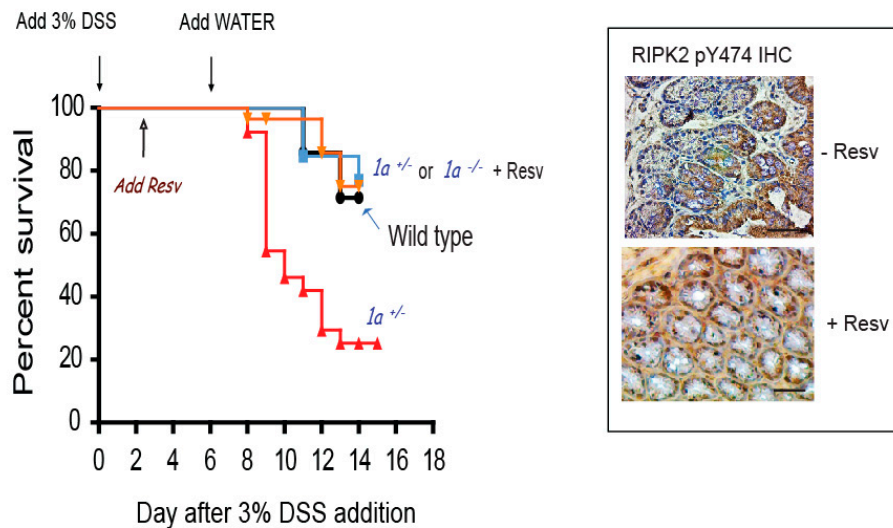 Add 3% DSS
Add WATER
Percent survival
100
80
60
40
20
0
Add Resv
1a +/- or 1a -/- + Resv
Wild type
1a +/-
0 2 4 6 8 10 12 14 16 18
Day after 3% DSS addition
RIPK2 pY474 IHC
- Resv
+ Resv